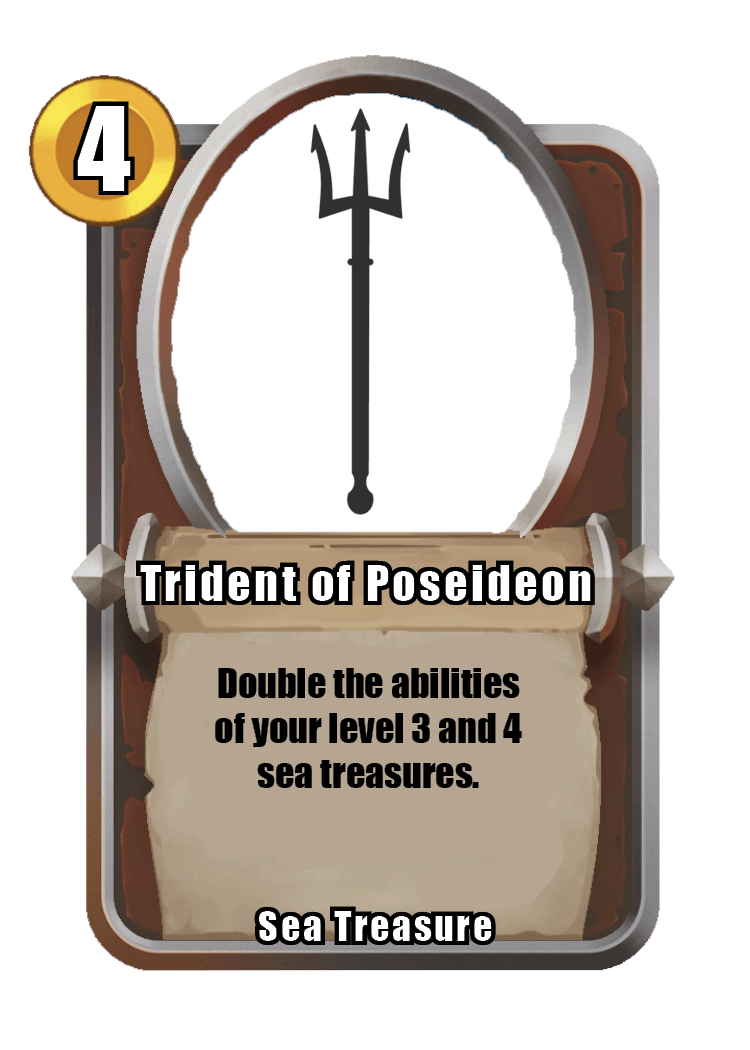 4
Trident of Poseideon
Double the abilities
of your level 3 and 4
sea treasures.
Sea Treasure